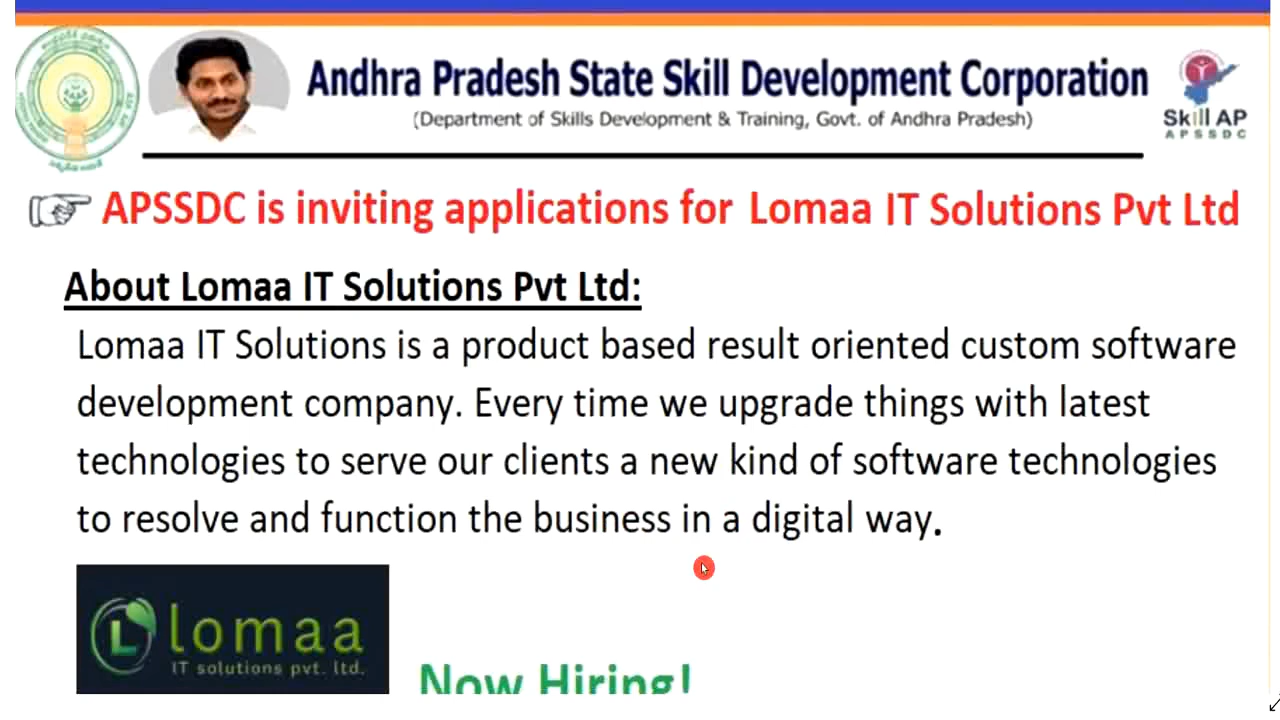 Andhra Pradesh State Skill Development Corporation
(Department of Skills Development & Training, Govt. of Andhra Pradesh)
Skill AP
APSSDC
APSSDC is inviting applications for Lomaa IT Solutions Pvt Ltd
About Lomaa IT Solutions Pvt Ltd:
Lomaa IT Solutions is a product based result oriented custom software
development company. Every time we upgrade things with latest
technologies to serve our clients a new kind of software technologies
to resolve and function the business in a digital way.
L lomaa
IT solutions pvt. ltd.
Now Hiring!